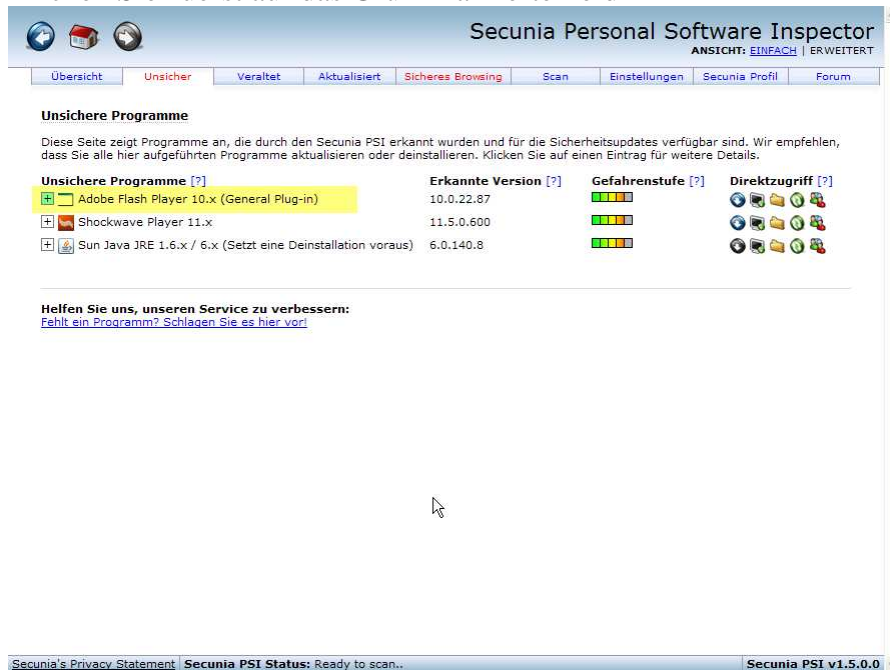 Secunia Personal Software Inspector
ANSICHT: EINFACH | ERWEITERT
Übersicht Unsicher Veraltet Aktualisiert Sicheres Browsing Scan Einstellungen Secunia Profil Forum
Unsichere Programme
Diese Seite zeigt Programme an, die durch den Secunia PSI erkannt wurden und für die Sicherheitsupdates verfügbar sind. Wir empfehlen,
dass Sie alle hier aufgeführten Programme aktualisieren oder deinstallieren. Klicken Sie auf einen Eintrag für weitere Details.
Unsichere Programme [?] Erkannte Version [?] Gefahrenstufe [?] Direktzugriff [?]
Adobe Flash Player 10.x (General Plug-in) 10.0.22.87
Shockwave Player 11.x 11.5.0.600
Sun Java JRE 1.6.x / 6.x (Setzt eine Deinstallation voraus) 6.0.140.8
Helfen Sie uns, unseren Service zu verbessern:
Fehlt ein Programm? Schlagen Sie es hier vor!
Secunia's Privacy Statement Secunia PSI Status: Ready to scan.. Secunia PSI v1.5.0.0